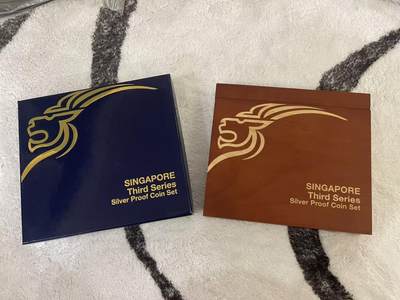 SINGAPORE
Third Series
Silver Proof Coin Set
SINGAPORE
Third Series
Silver Proof Coin Set